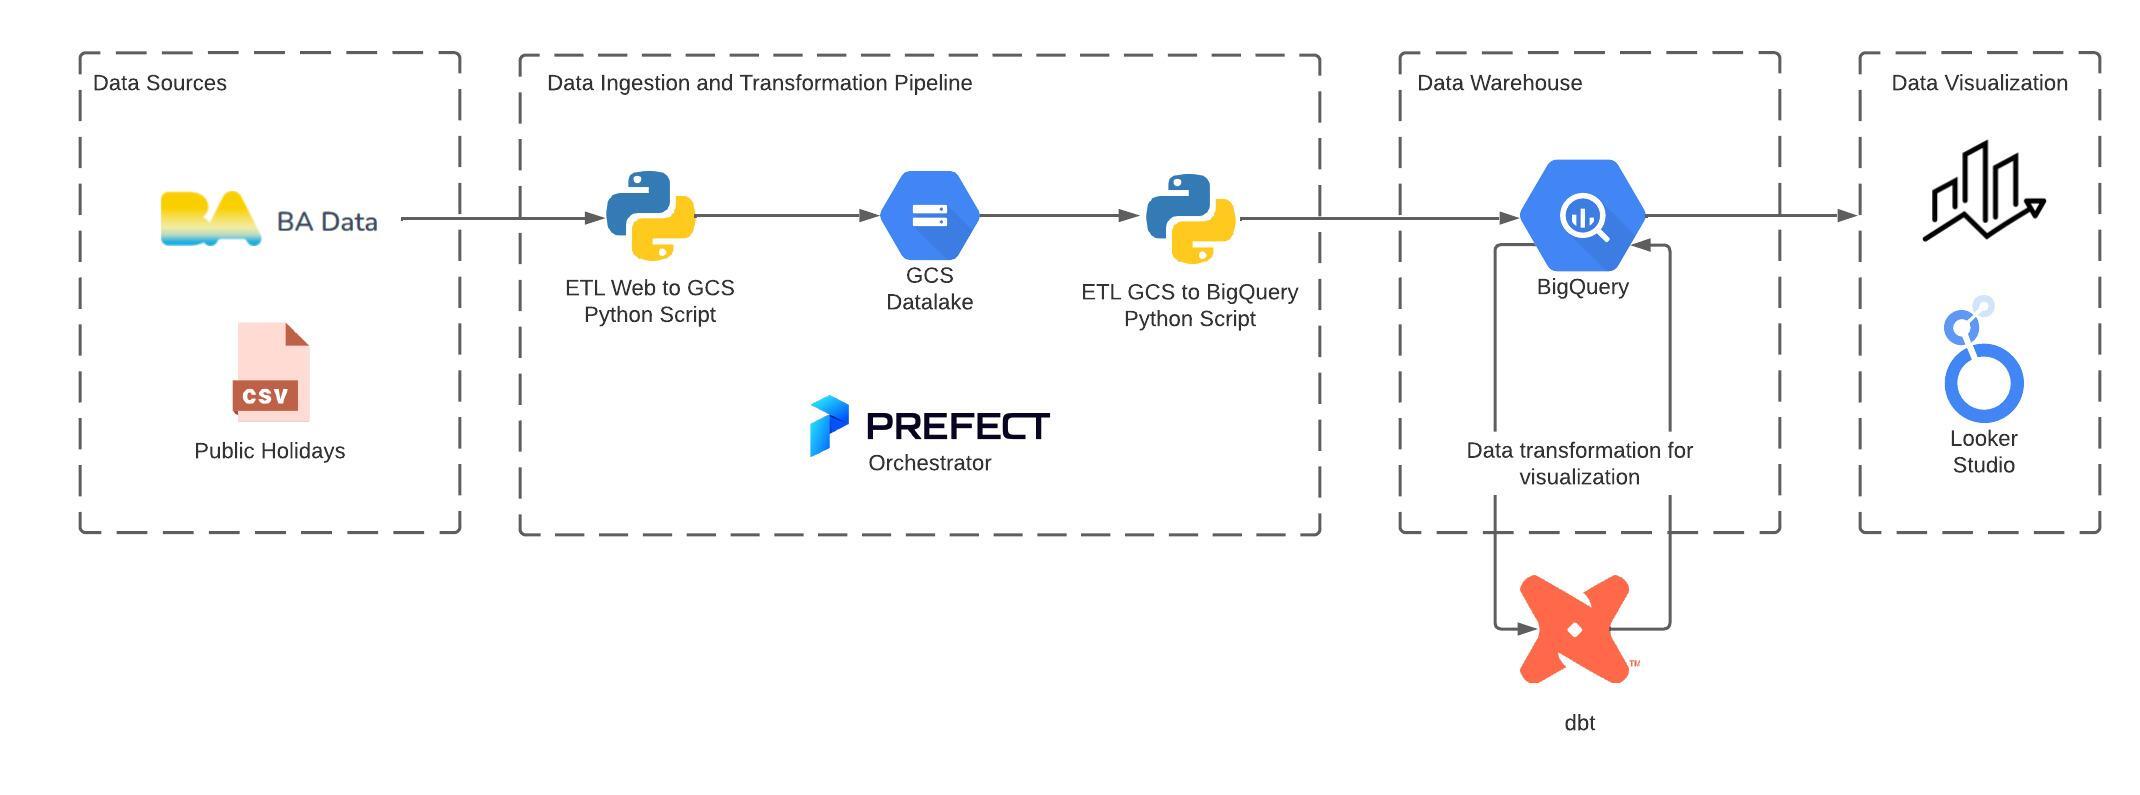 Data Sources
BA BA Data
CSV
Public Holidays
Data Ingestion and Transformation Pipeline
ETL Web to GCS
Python Script
GCS
Datalake
ETL GCS to BigQuery
Python Script
PREFECT
Orchestrator
Data Warehouse
BigQuery
Data transformation for
visualization
TM
dbt
Data Visualization
Looker
Studio